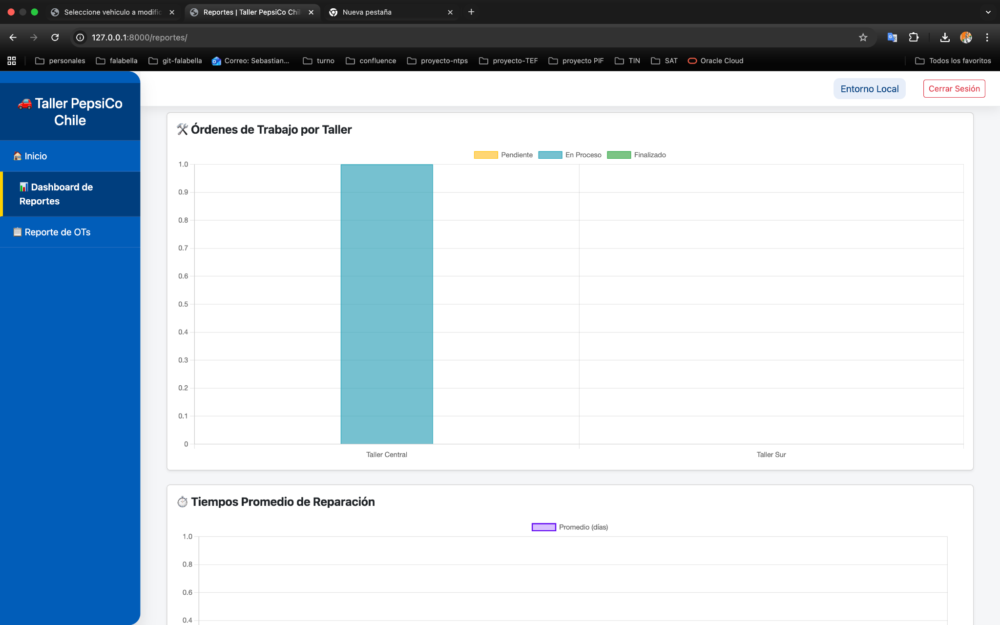 Seleccione vehiculo a modific
Reportes | Taller PepsiCo Chil
Nueva pestaña
127.0.0.1:8000/reportes/
personales
falabella
git-falabella
Correo: Sebastian...
turno
confluence
proyecto-ntps
proyecto-TEF
proyecto PIF
TIN
SAT
Oracle Cloud
Todos los favoritos
Taller PepsiCo
Chile
Inicio
Dashboard de
Reportes
Reporte de OTs
Entorno Local
Cerrar Sesión
Órdenes de Trabajo por Taller
Pendiente
En Proceso
Finalizado
1.0
0.9
0.8
0.7
0.6
0.5
0.4
0.3
0.2
0.1
0
Taller Central
Taller Sur
Tiempos Promedio de Reparación
Promedio (días)
1.0
0.8
0.6
0.4